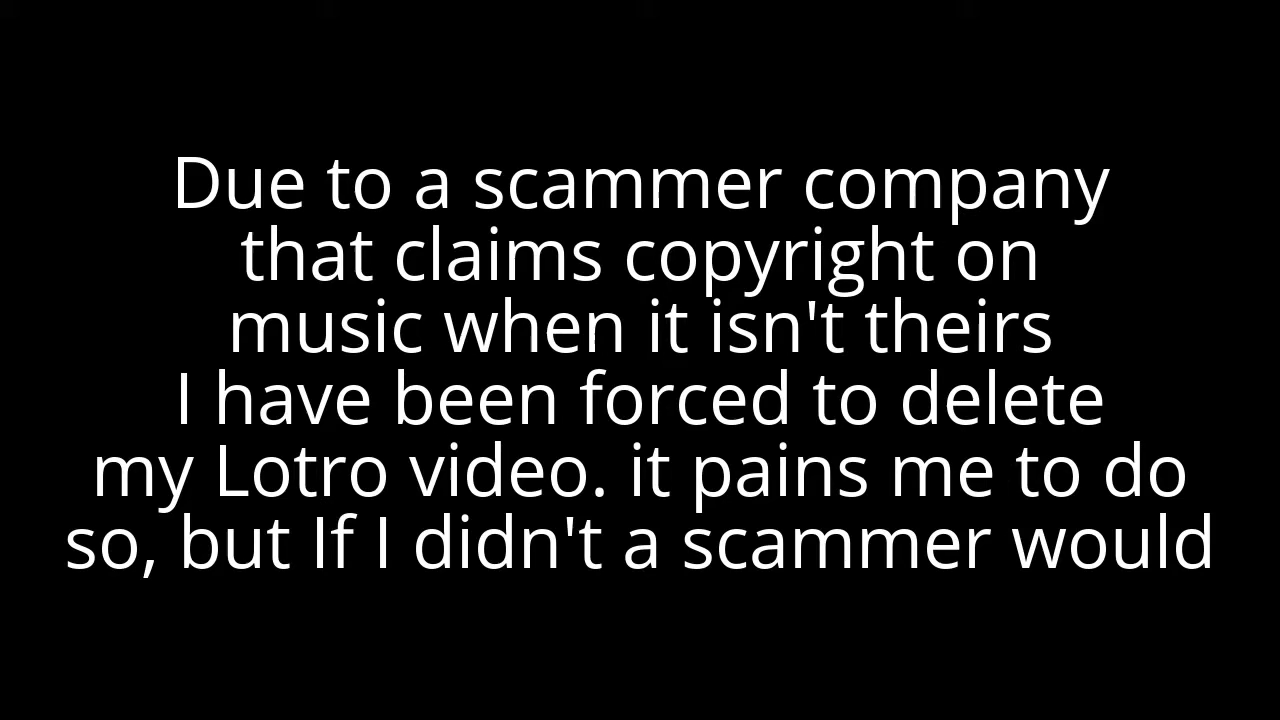 Due to a scammer company
that claims copyright on
music when it isn't theirs
I have been forced to delete
my Lotro video. it pains me to do
so, but If I didn't a scammer would